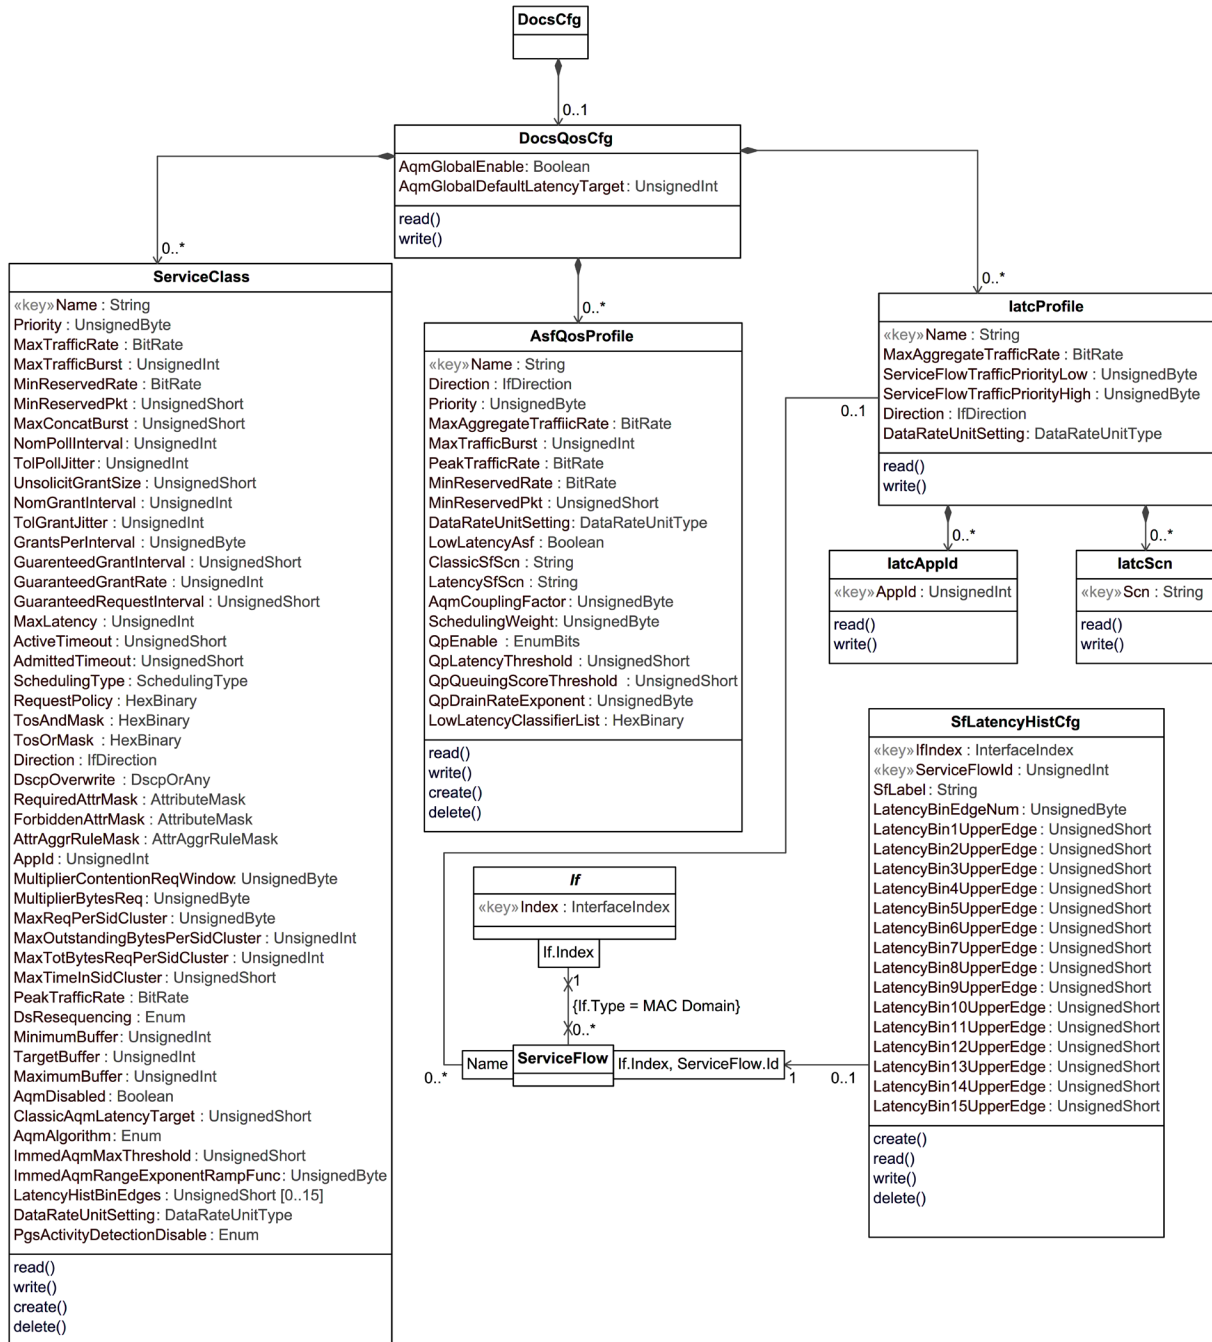 DocsCfg
0..1
DocsQosCfg
AqmGlobalEnable: Boolean
AqmGlobalDefaultLatencyTarget : UnsignedInt
read()
write()
0..*
ServiceClass
«key»Name : String
Priority : UnsignedByte
MaxTrafficRate : BitRate
MaxTrafficBurst : UnsignedInt
MinReservedRate : BitRate
MinReservedPkt : UnsignedShort
MaxConcatBurst : UnsignedShort
NomPollInterval : UnsignedInt
TolPollJitter : UnsignedInt
UnsolicitGrantSize : UnsignedShort
NomGrantInterval : UnsignedInt
TolGrantJitter : UnsignedInt
GrantsPerInterval : UnsignedByte
GuarenteedGrantInterval : UnsignedShort
GuaranteedGrantRate : UnsignedInt
GuaranteedRequestInterval : UnsignedShort
MaxLatency : UnsignedInt
ActiveTimeout : UnsignedShort
AdmittedTimeout : UnsignedShort
SchedulingType : SchedulingType
RequestPolicy : HexBinary
TosAndMask : HexBinary
TosOrMask : HexBinary
Direction : IfDirection
DscpOverwrite : DscpOrAny
RequiredAttrMask : AttributeMask
ForbiddenAttrMask : AttributeMask
AttrAggrRuleMask : AttrAggrRuleMask
AppId : UnsignedInt
MultiplierContentionReqWindow: UnsignedByte
MultiplierBytesReq : UnsignedByte
MaxReqPerSidCluster : UnsignedByte
MaxOutstandingBytesPerSidCluster : UnsignedInt
MaxTotBytesReqPerSidCluster : UnsignedInt
MaxTimeInSidCluster : UnsignedShort
PeakTrafficRate : BitRate
DsResequencing : Enum
MinimumBuffer : UnsignedInt
TargetBuffer : UnsignedInt
MaximumBuffer : UnsignedInt
AqmDisabled : Boolean
ClassicAqmLatencyTarget : UnsignedShort
AqmAlgorithm : Enum
ImmedAqmMaxThreshold : UnsignedShort
ImmedAqmRangeExponentRampFunc : UnsignedByte
LatencyHistBinEdges : UnsignedShort [0..15]
DataRateUnitSetting: DataRateUnitType
PgsActivityDetectionDisable : Enum
read()
write()
create()
delete()
0..*
AsfQosProfile
«key»Name : String
Direction : IfDirection
Priority : UnsignedByte
MaxAggregateTraffiicRate : BitRate
MaxTrafficBurst : UnsignedInt
PeakTrafficRate : BitRate
MinReservedRate : BitRate
MinReservedPkt : UnsignedShort
DataRateUnitSetting: DataRateUnitType
LowLatencyAsf : Boolean
ClassicSfScn : String
LatencySfScn : String
AqmCouplingFactor : UnsignedByte
SchedulingWeight : UnsignedByte
QpEnable : EnumBits
QpLatencyThreshold : UnsignedShort
QpQueuingScoreThreshold : UnsignedShort
QpDrainRateExponent : UnsignedByte
LowLatencyClassifierList : HexBinary
read()
write()
create()
delete()
0..*
IatcProfile
«key»Name : String
MaxAggregateTrafficRate : BitRate
ServiceFlowTrafficPriorityLow : UnsignedByte
ServiceFlowTrafficPriorityHigh : UnsignedByte
Direction : IfDirection
DataRateUnitSetting: DataRateUnitType
read()
write()
0..1
0..*
IatcAppId
«key»AppId : UnsignedInt
read()
write()
0..*
IatcScn
«key»Scn : String
read()
write()
If
«key»Index : InterfaceIndex
If.Index
1
{If.Type = MAC Domain}
0..*
0..*
Name
ServiceFlow
If.Index, ServiceFlow.Id
1
0..1
SfLatencyHistCfg
«key»IfIndex : InterfaceIndex
«key»ServiceFlowId : UnsignedInt
SfLabel : String
LatencyBinEdgeNum : UnsignedByte
LatencyBin1UpperEdge : UnsignedShort
LatencyBin2UpperEdge : UnsignedShort
LatencyBin3UpperEdge : UnsignedShort
LatencyBin4UpperEdge : UnsignedShort
LatencyBin5UpperEdge : UnsignedShort
LatencyBin6UpperEdge : UnsignedShort
LatencyBin7UpperEdge : UnsignedShort
LatencyBin8UpperEdge : UnsignedShort
LatencyBin9UpperEdge : UnsignedShort
LatencyBin10UpperEdge : UnsignedShort
LatencyBin11UpperEdge : UnsignedShort
LatencyBin12UpperEdge : UnsignedShort
LatencyBin13UpperEdge : UnsignedShort
LatencyBin14UpperEdge : UnsignedShort
LatencyBin15UpperEdge : UnsignedShort
create()
read()
write()
delete()